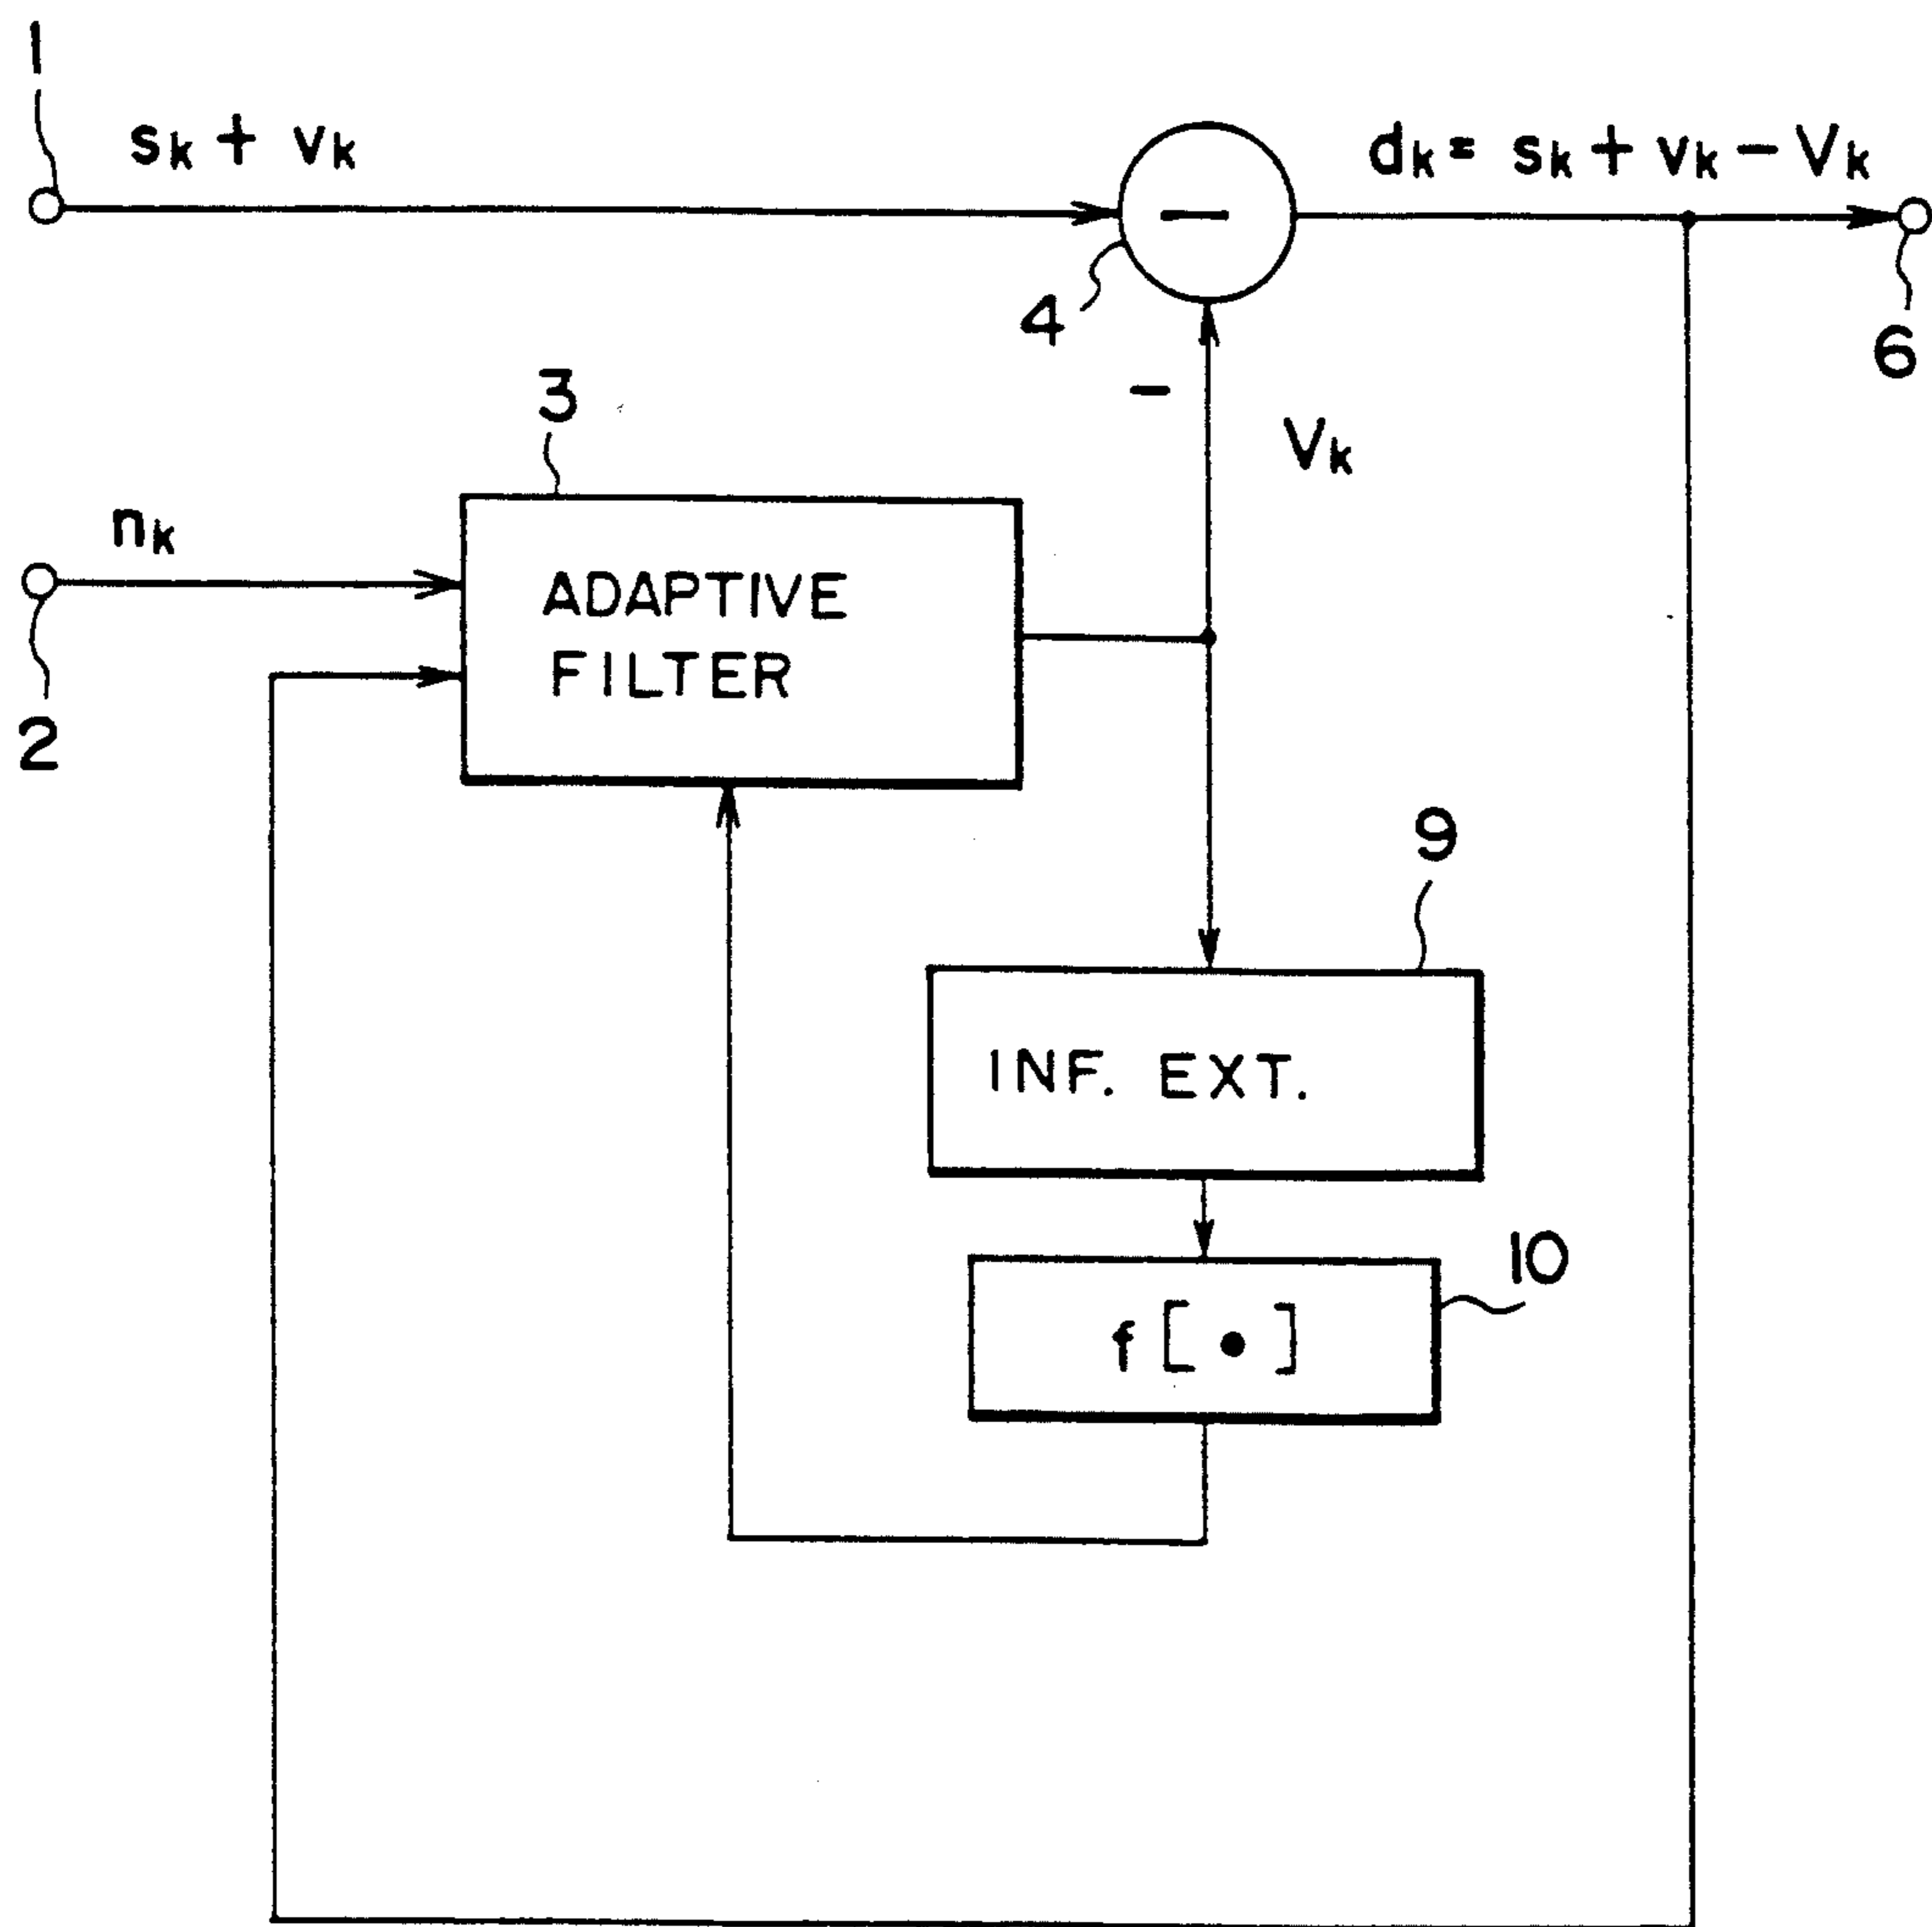 1
sk + vk
dk = sk + vk − Vk
4
6
3
−
Vk
nk
ADAPTIVE
FILTER
2
9
INF. EXT.
10
f [ • ]